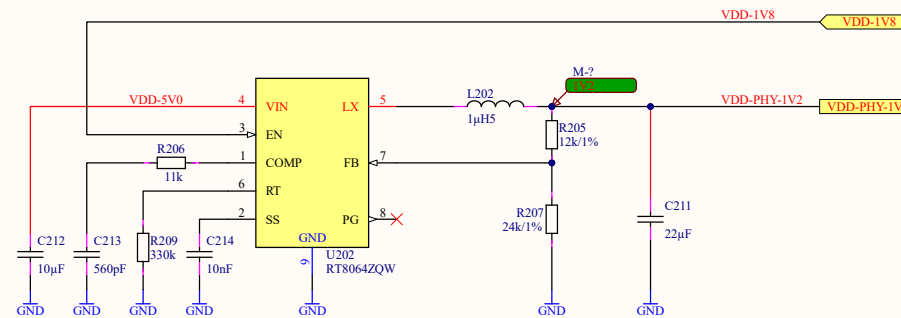 VDD-1V8
VDD-1V8
M-?
L202
1µH5
VDD-5V0
4
VIN
LX
5
VDD-PHY-1V2
VDD-PHY-1V
3
EN
R205
12k/1%
R206
11k
1
COMP
FB
7
6
RT
R207
24k/1%
2
SS
PG
8
C211
22µF
C212
10µF
C213
560pF
R209
330k
C214
10nF
GND
9
U202
RT8064ZQW
GND
GND
GND
GND
GND
GND
GND